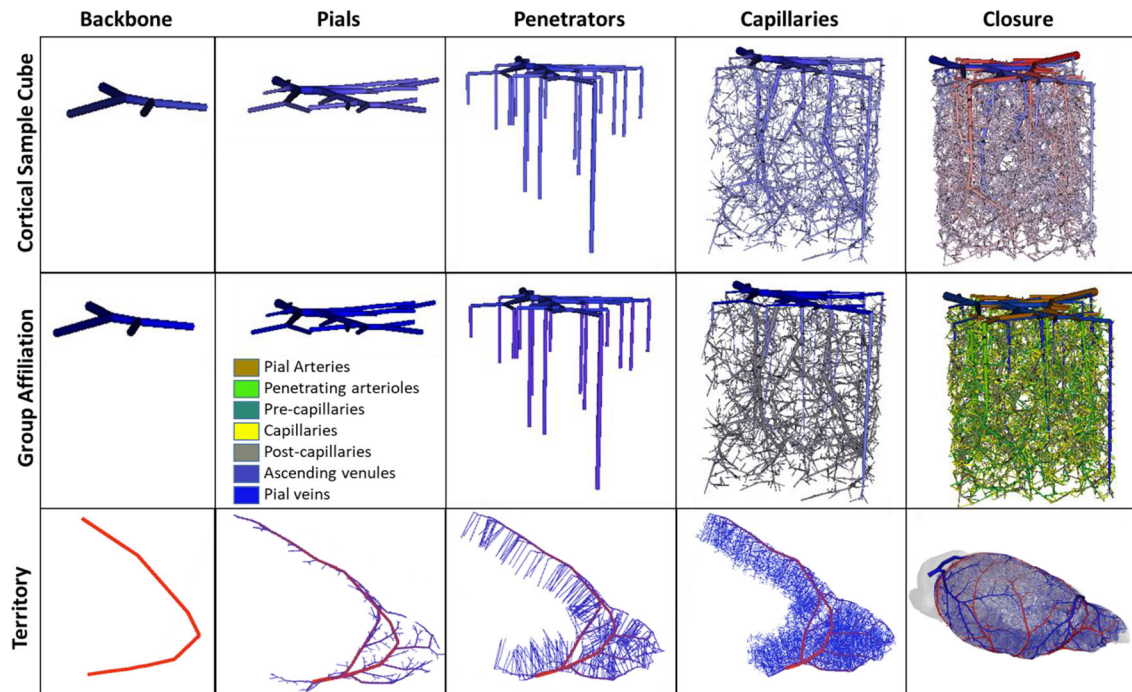 Backbone
Pials
Penetrators
Capillaries
Closure
Cortical Sample Cube
Group Affiliation
Pial Arteries
Penetrating arterioles
Pre-capillaries
Capillaries
Post-capillaries
Ascending venules
Pial veins
Territory